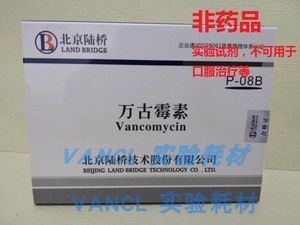 非药品
北京陆桥
LAND BRIDGE
实验试剂,不可用于
口服治疗等
P-08B
万古霉素
Vancomycin
北京陆桥技术股份有限公司
BEIJING LAND BRIDGE TECHNOLOGY CO., LTD.
VANCL 实验耗材